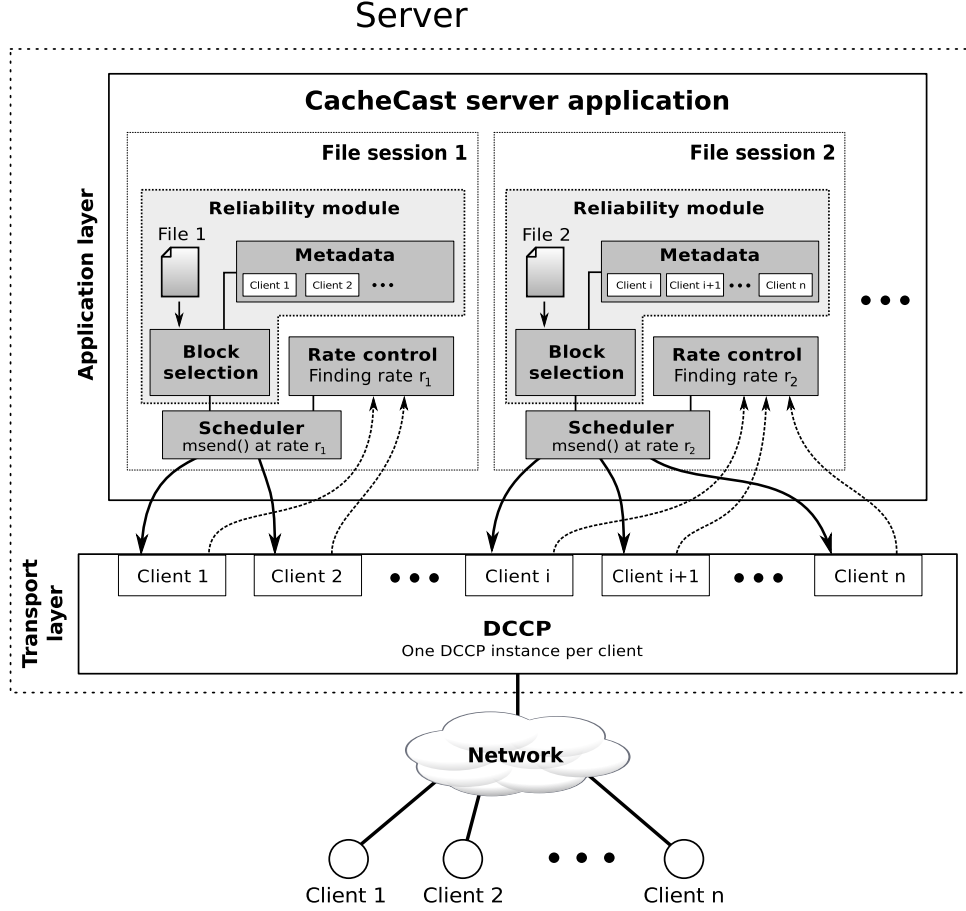 Server
CacheCast server application
Application layer
File session 1
Reliability module
File 1
Metadata
Client 1
Client 2
Block
selection
Rate control
Finding rate r1
Scheduler
msend() at rate r1
File session 2
Reliability module
File 2
Metadata
Client i
Client i+1
Client n
Block
selection
Rate control
Finding rate r2
Scheduler
msend() at rate r2
Transport
layer
Client 1
Client 2
Client i
Client i+1
Client n
DCCP
One DCCP instance per client
Network
Client 1
Client 2
Client n